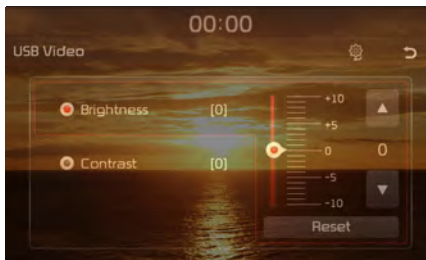 00:00
USB Video
Brightness [0]
Contrast [0]
+10
+5
0
-5
-10
0
Reset